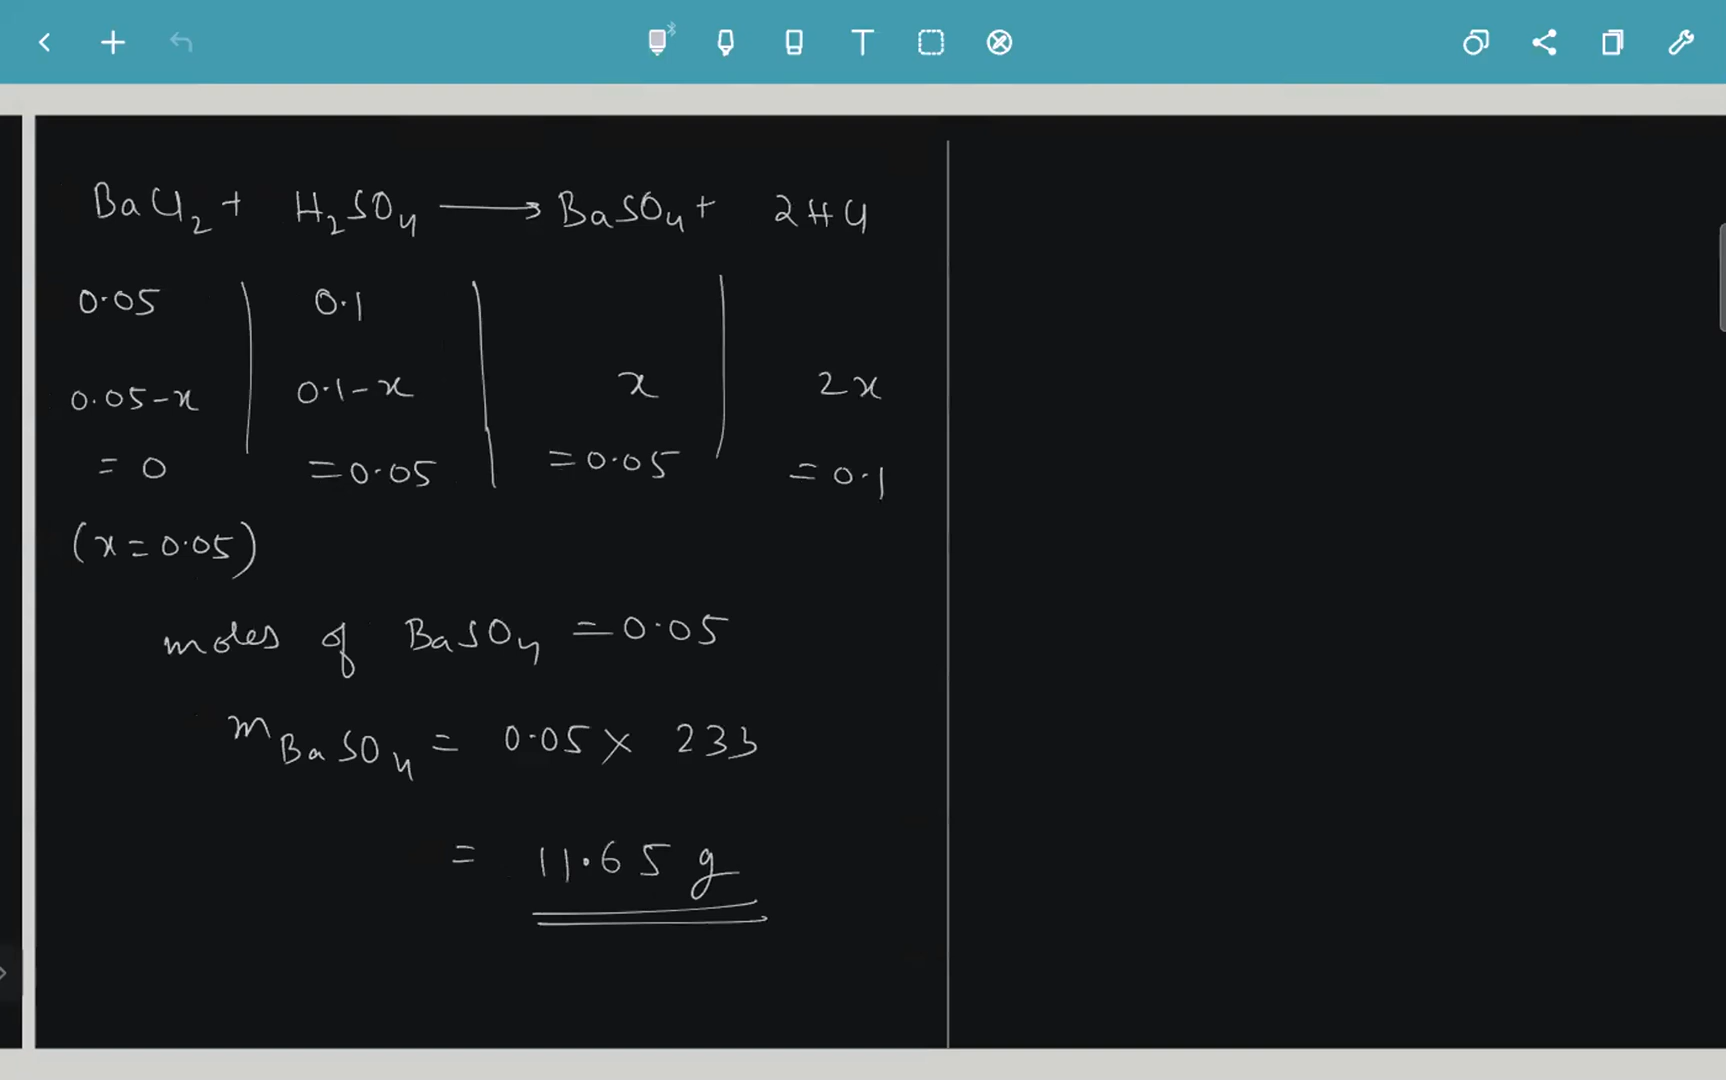 BaCl₂ + H₂SO₄ ⟶ BaSO₄ + 2HCl
0.05 | 0.1 | |
0.05-x | 0.1-x | x | 2x
= 0 | =0.05 | =0.05 | =0.1
(x=0.05)
moles of BaSO₄ =0.05
m BaSO₄ = 0.05 × 233
= 11.65 g